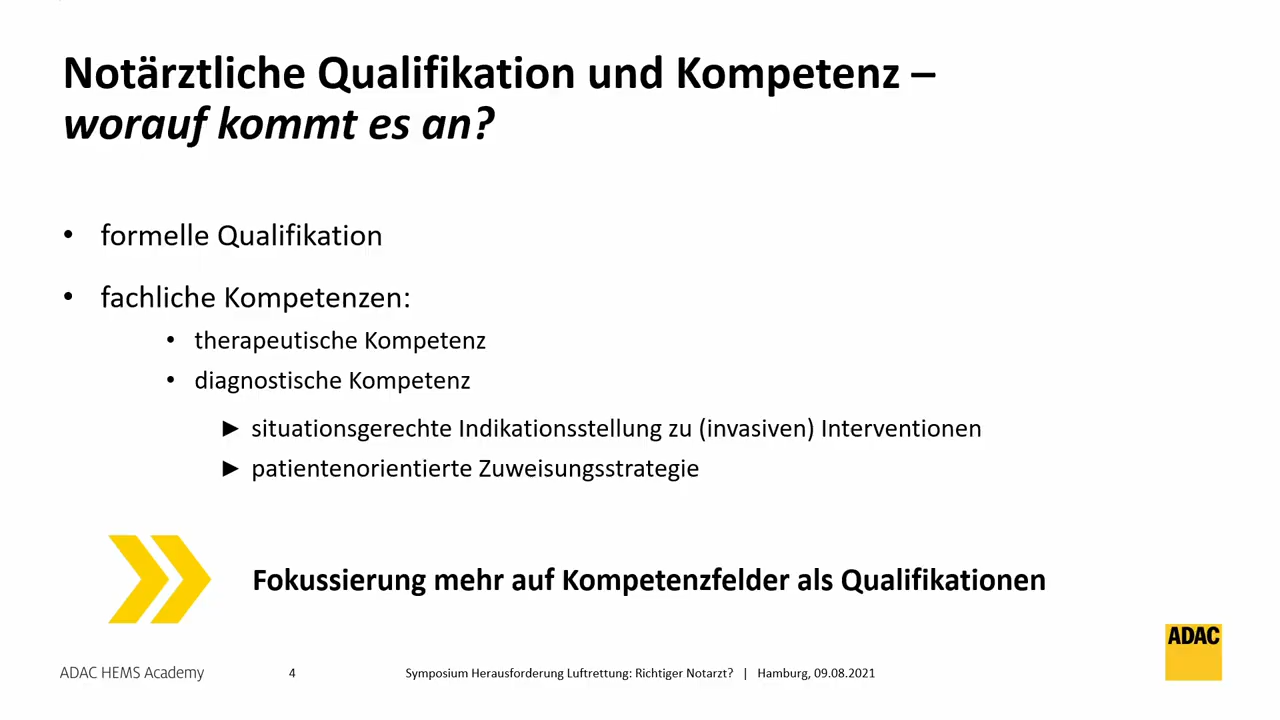 Notärztliche Qualifikation und Kompetenz –
worauf kommt es an?
• formelle Qualifikation
• fachliche Kompetenzen:
• therapeutische Kompetenz
• diagnostische Kompetenz
► situationsgerechte Indikationsstellung zu (invasiven) Interventionen
► patientenorientierte Zuweisungsstrategie
Fokussierung mehr auf Kompetenzfelder als Qualifikationen
ADAC
ADAC HEMS Academy 4 Symposium Herausforderung Luftrettung: Richtiger Notarzt? | Hamburg, 09.08.2021